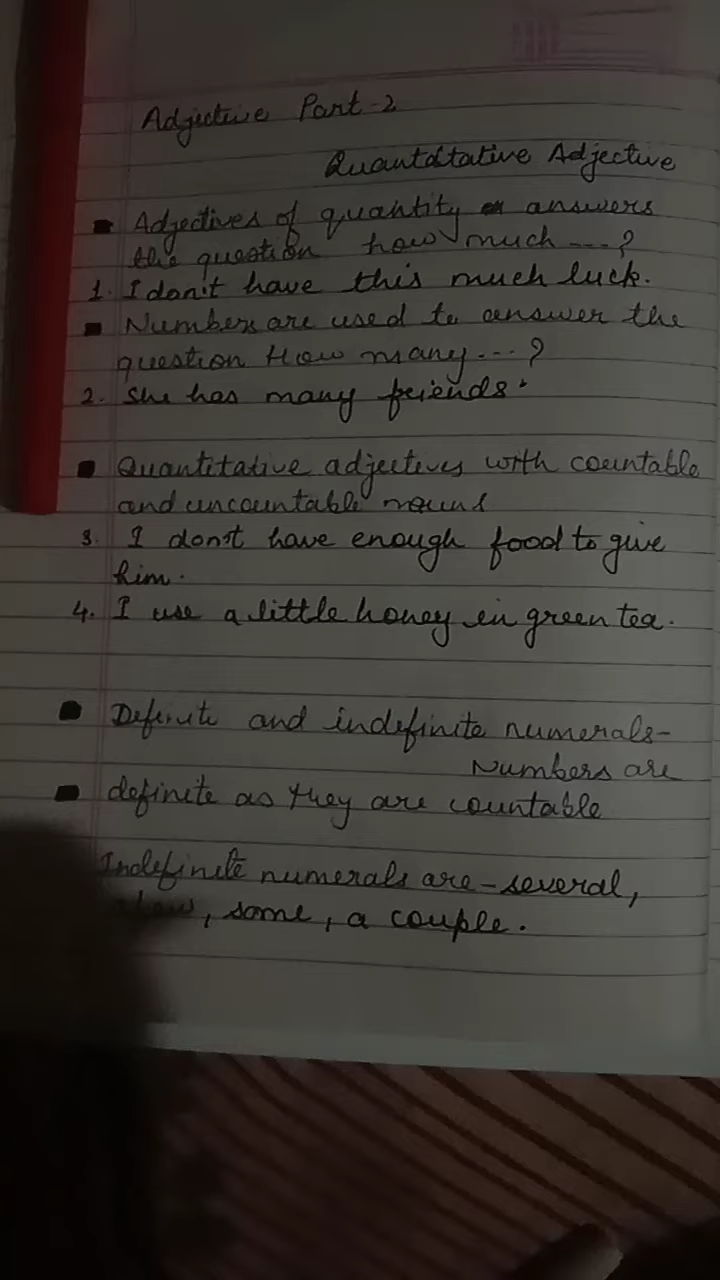 Adjective Part-2
Quantitative Adjective
Adjectives of quantity answers
the question how much ---?
1. I don't have this much luck.
Numbers are used to answer the
question How many---?
2. She has many friends.
Quantitative adjectives with countable
and uncountable nouns
3. I don't have enough food to give
him.
4. I use a little honey in green tea.
Definite and indefinite numerals-
Numbers are
definite as they are countable
Indefinite numerals are-several,
some, a couple.